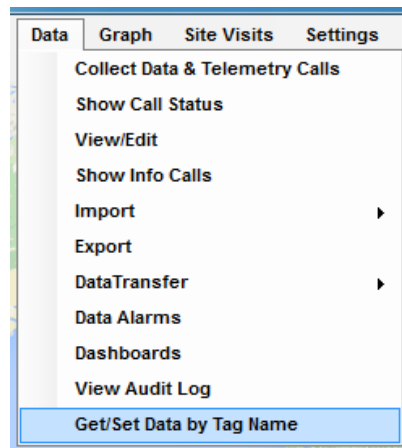 Data Graph Site Visits Settings
Collect Data & Telemetry Calls
Show Call Status
View/Edit
Show Info Calls
Import
Export
DataTransfer
Data Alarms
Dashboards
View Audit Log
Get/Set Data by Tag Name